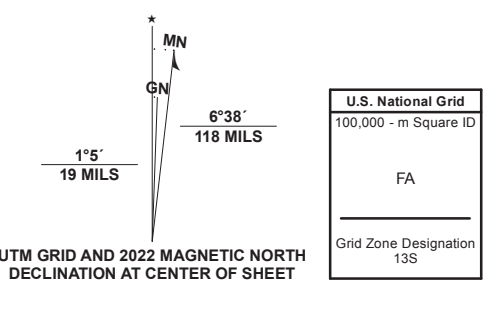 ★
MN
GN
6°38´
118 MILS
1°5´
19 MILS
UTM GRID AND 2022 MAGNETIC NORTH
DECLINATION AT CENTER OF SHEET
U.S. National Grid
100,000 - m Square ID
FA
Grid Zone Designation
13S